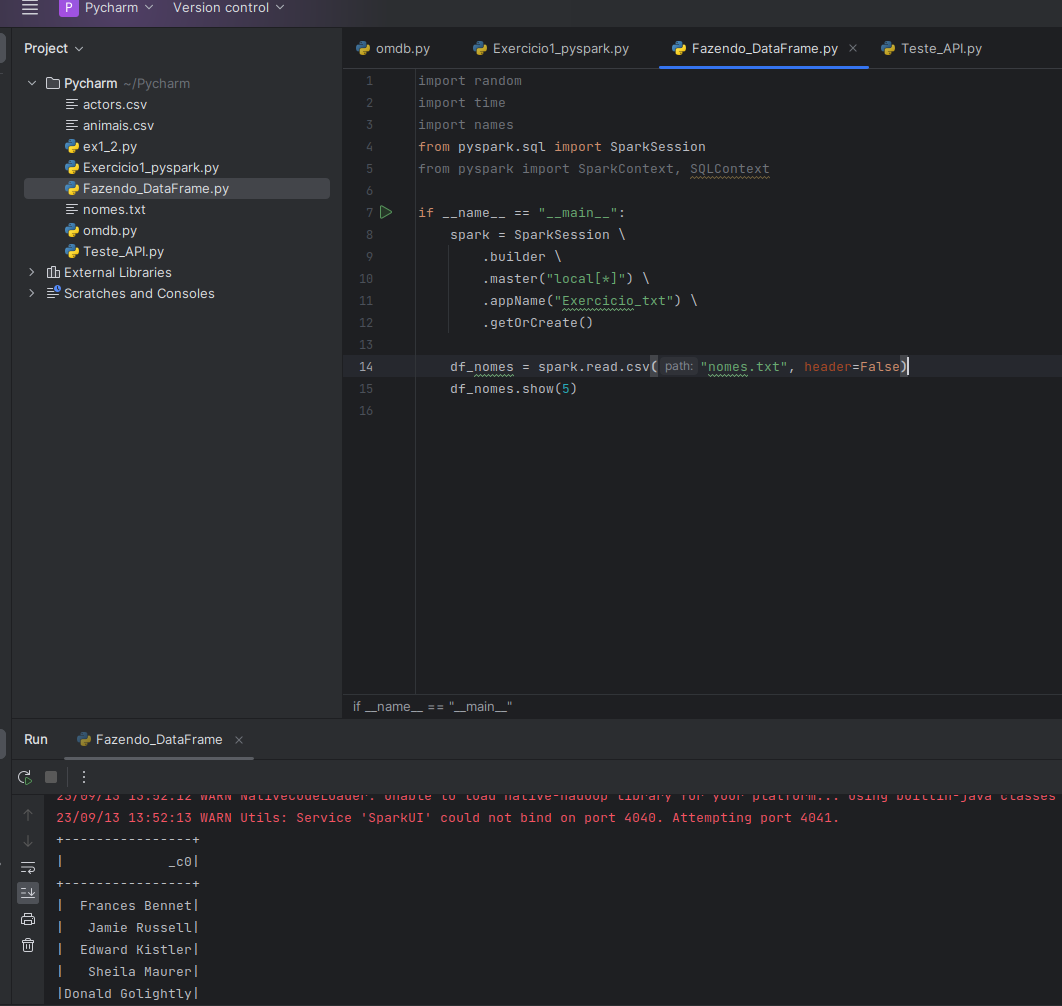 P Pycharm Version control
Project
omdb.py Exercicio1_pyspark.py Fazendo_DataFrame.py Teste_API.py
Pycharm ~/Pycharm
actors.csv
animais.csv
ex1_2.py
Exercicio1_pyspark.py
Fazendo_DataFrame.py
nomes.txt
omdb.py
Teste_API.py
External Libraries
Scratches and Consoles
1 import random
2 import time
3 import names
4 from pyspark.sql import SparkSession
5 from pyspark import SparkContext, SQLContext
6
7 if __name__ == "__main__":
8 spark = SparkSession \
9 .builder \
10 .master("local[*]") \
11 .appName("Exercicio_txt") \
12 .getOrCreate()
13
14 df_nomes = spark.read.csv( path: "nomes.txt", header=False)
15 df_nomes.show(5)
16
if __name__ == "__main__"
Run Fazendo_DataFrame
23/09/13 13:52:12 WARN NativeCodeLoader: Unable to load native-hadoop library for your platform... using builtin-java classes
23/09/13 13:52:13 WARN Utils: Service 'SparkUI' could not bind on port 4040. Attempting port 4041.
+----------------+
| _c0|
+----------------+
| Frances Bennet|
| Jamie Russell|
| Edward Kistler|
| Sheila Maurer|
|Donald Golightly|